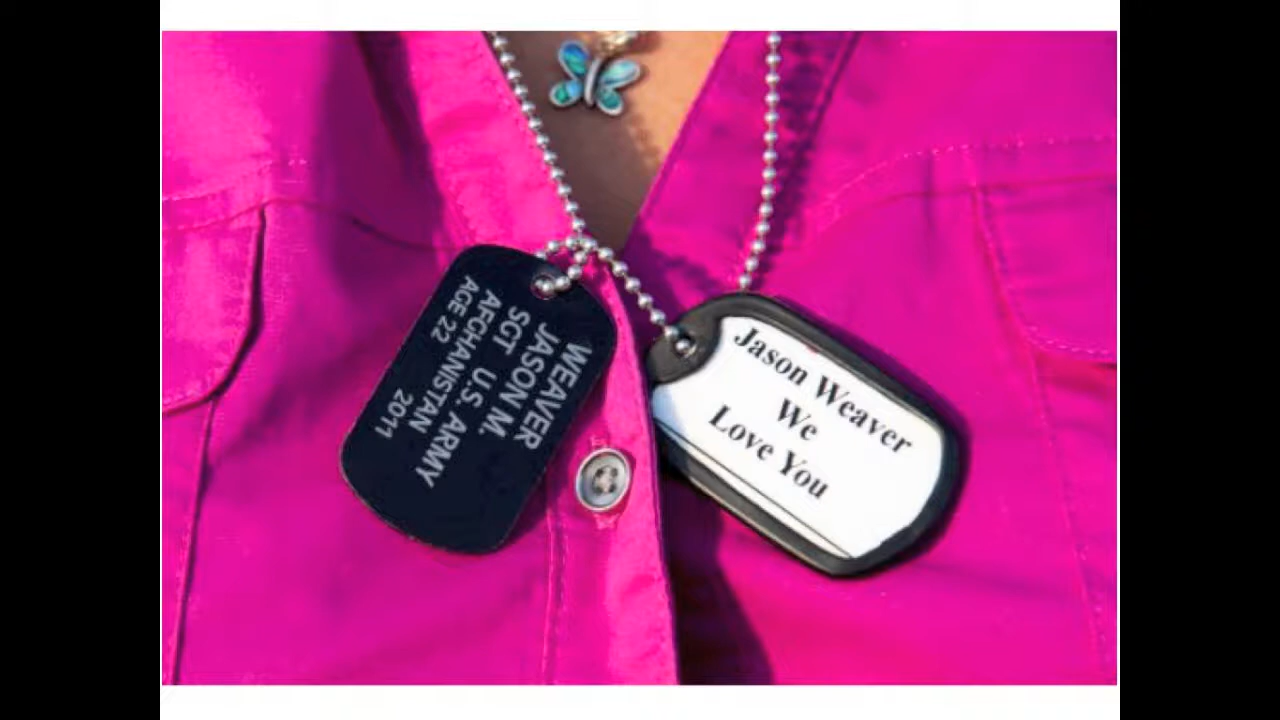 WEAVER
JASON M.
SGT U.S. ARMY
AFGHANISTAN
AGE 22 2011
Jason Weaver
We
Love You